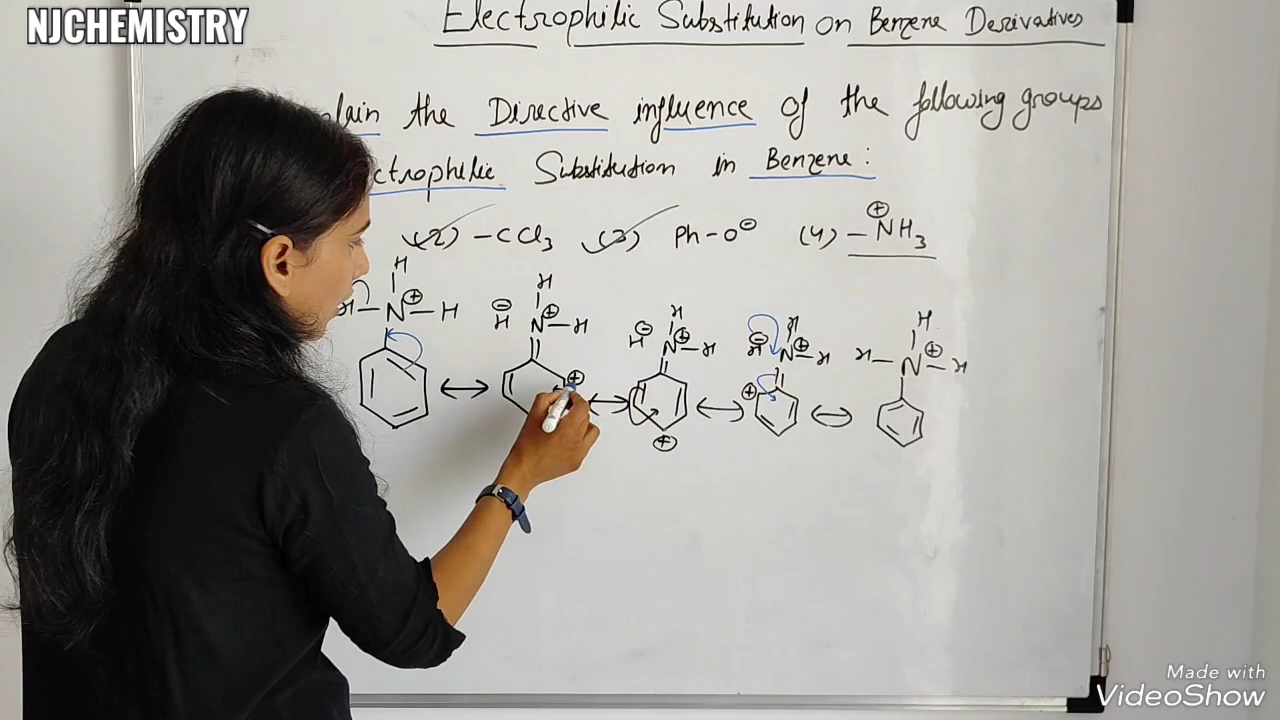 NJCHEMISTRY
Electrophilic Substitution on Benzene Derivatives
the Directive influence of the following groups
Substitution in Benzene:
(2) -CCl3 (3) Ph-O⊖ (4) -N⊕H3
H H H H H
H-N⊕-H ⊖ H N⊕-H ⊖ H N⊕-H ⊖ H N⊕-H H-N⊕-H
⊕ ⊕ ⊕
Made with
VideoShow